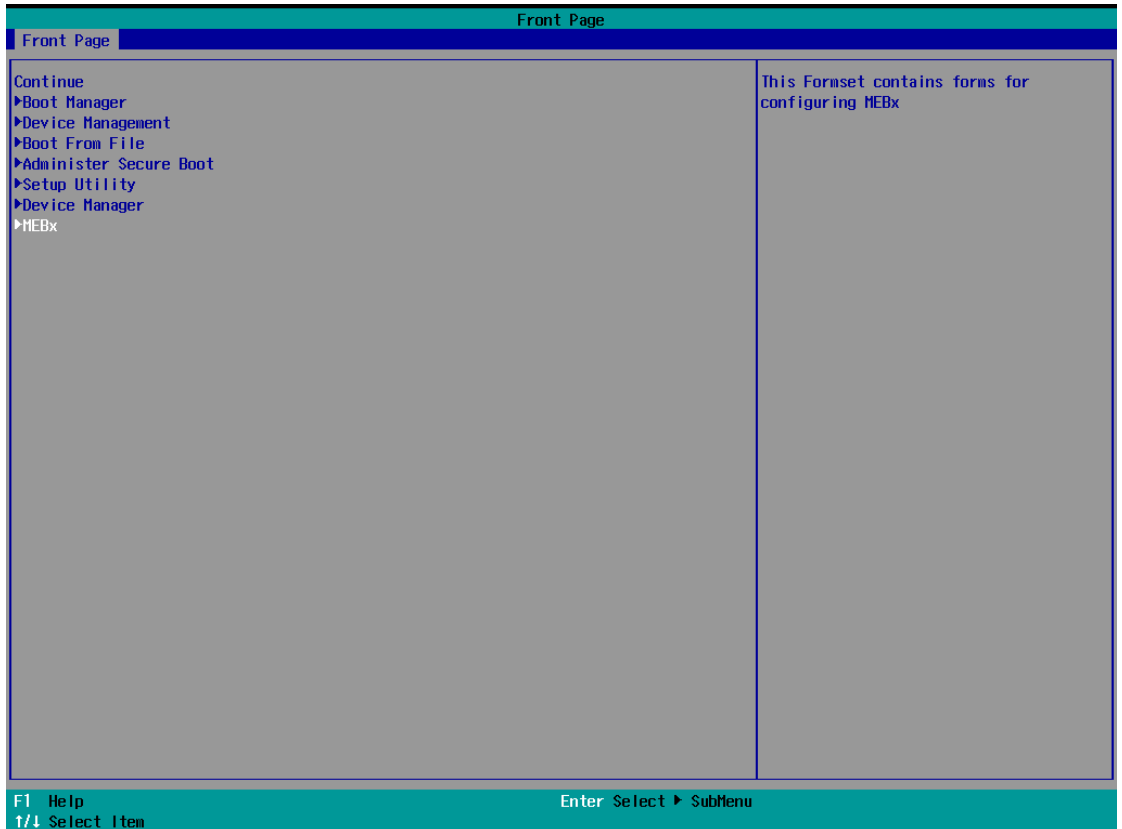 Front Page
Front Page
Continue
▶Boot Manager
▶Device Management
▶Boot From File
▶Administer Secure Boot
▶Setup Utility
▶Device Manager
▶MEBx
This Formset contains forms for
configuring MEBx
F1 Help
Enter Select ▶ SubMenu
↑/↓ Select Item